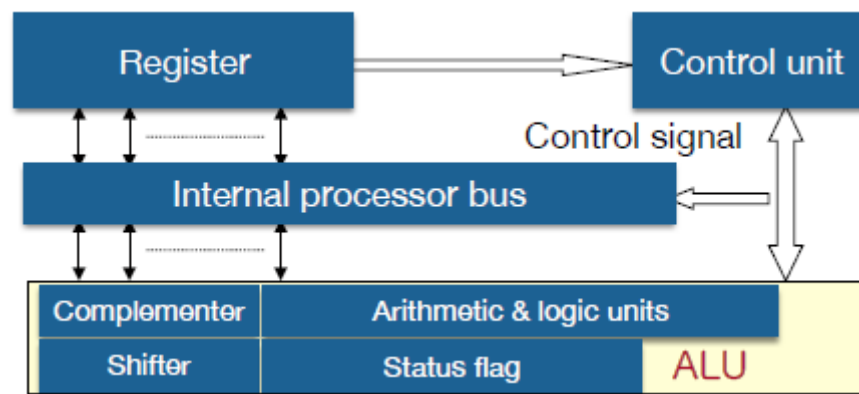 Register
Control unit
Control signal
Internal processor bus
Complementer
Arithmetic & logic units
Shifter
Status flag
ALU